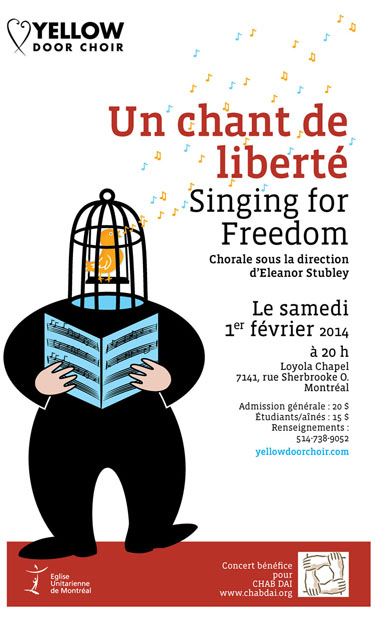 YELLOW
DOOR CHOIR
Un chant de
liberté
Singing for
Freedom
Chorale sous la direction
d'Eleanor Stubley
Le samedi
1er février 2014
à 20 h
Loyola Chapel
7141, rue Sherbrooke O.
Montréal
Admission générale : 20 $
Étudiants/aînés : 15 $
Renseignements :
514-738-9052
yellowdoorchoir.com
Eglise
Unitarienne
de Montréal
Concert bénéfice
pour
CHAB DAI
www.chabdai.org